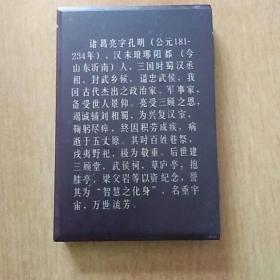 诸葛亮字孔明（公元181-
234年），汉末琅琊阳都（今
山东沂南）人，三国时蜀汉丞
相，封武乡候，谥忠武侯，我
国古代杰出之政治家、军事家，
备受世人景仰。亮受三顾之恩，
竭诚辅刘相蜀，为兴复汉室，
鞠躬尽瘁，终因积劳成疾，病
逝于五丈原。其时百姓巷祭，
戎夷野祀，极为敬重。后世建
三顾堂，武侯祠，草庐亭；抱
膝亭，梁父岩等以资纪念，誉
其为“智慧之化身”，名垂宇
宙，万世流芳。